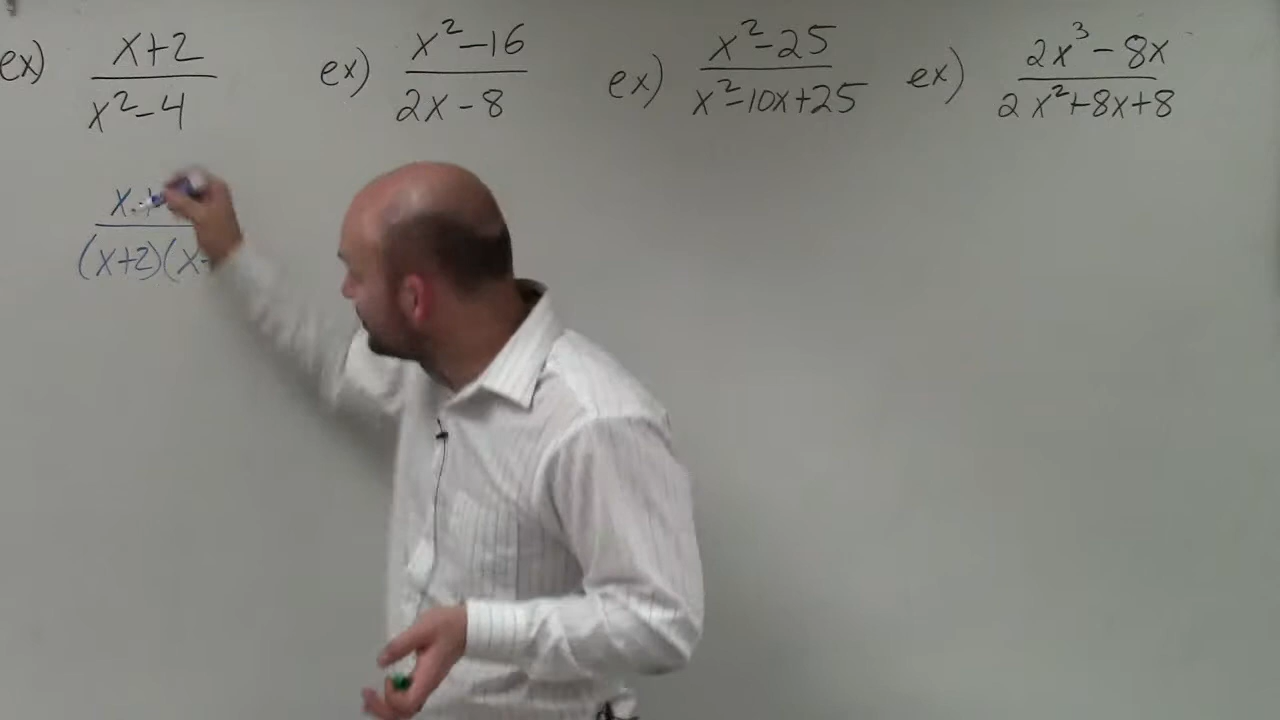 ex) x+2 / x²-4
ex) x²-16 / 2x-8
ex) x²-25 / x²-10x+25
ex) 2x³-8x / 2x²+8x+8
x+ / (x+2)(x-